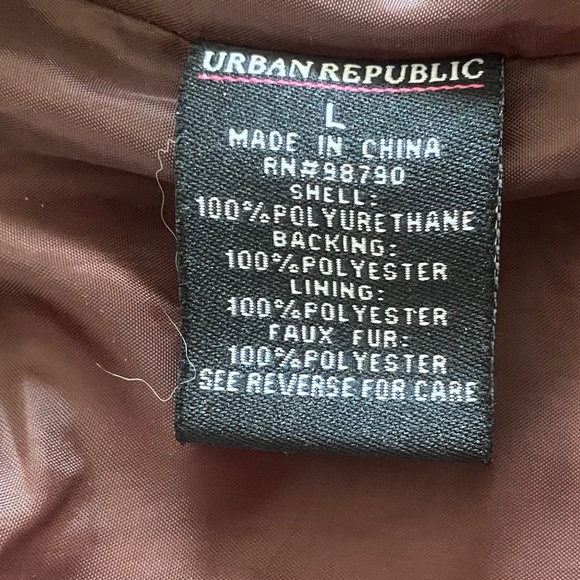 URBAN REPUBLIC
L
MADE IN CHINA
RN#98790
SHELL:
100%POLYURETHANE
BACKING:
100%POLYESTER
LINING:
100%POLYESTER
FAUX FUR:
100%POLYESTER
SEE REVERSE FOR CARE